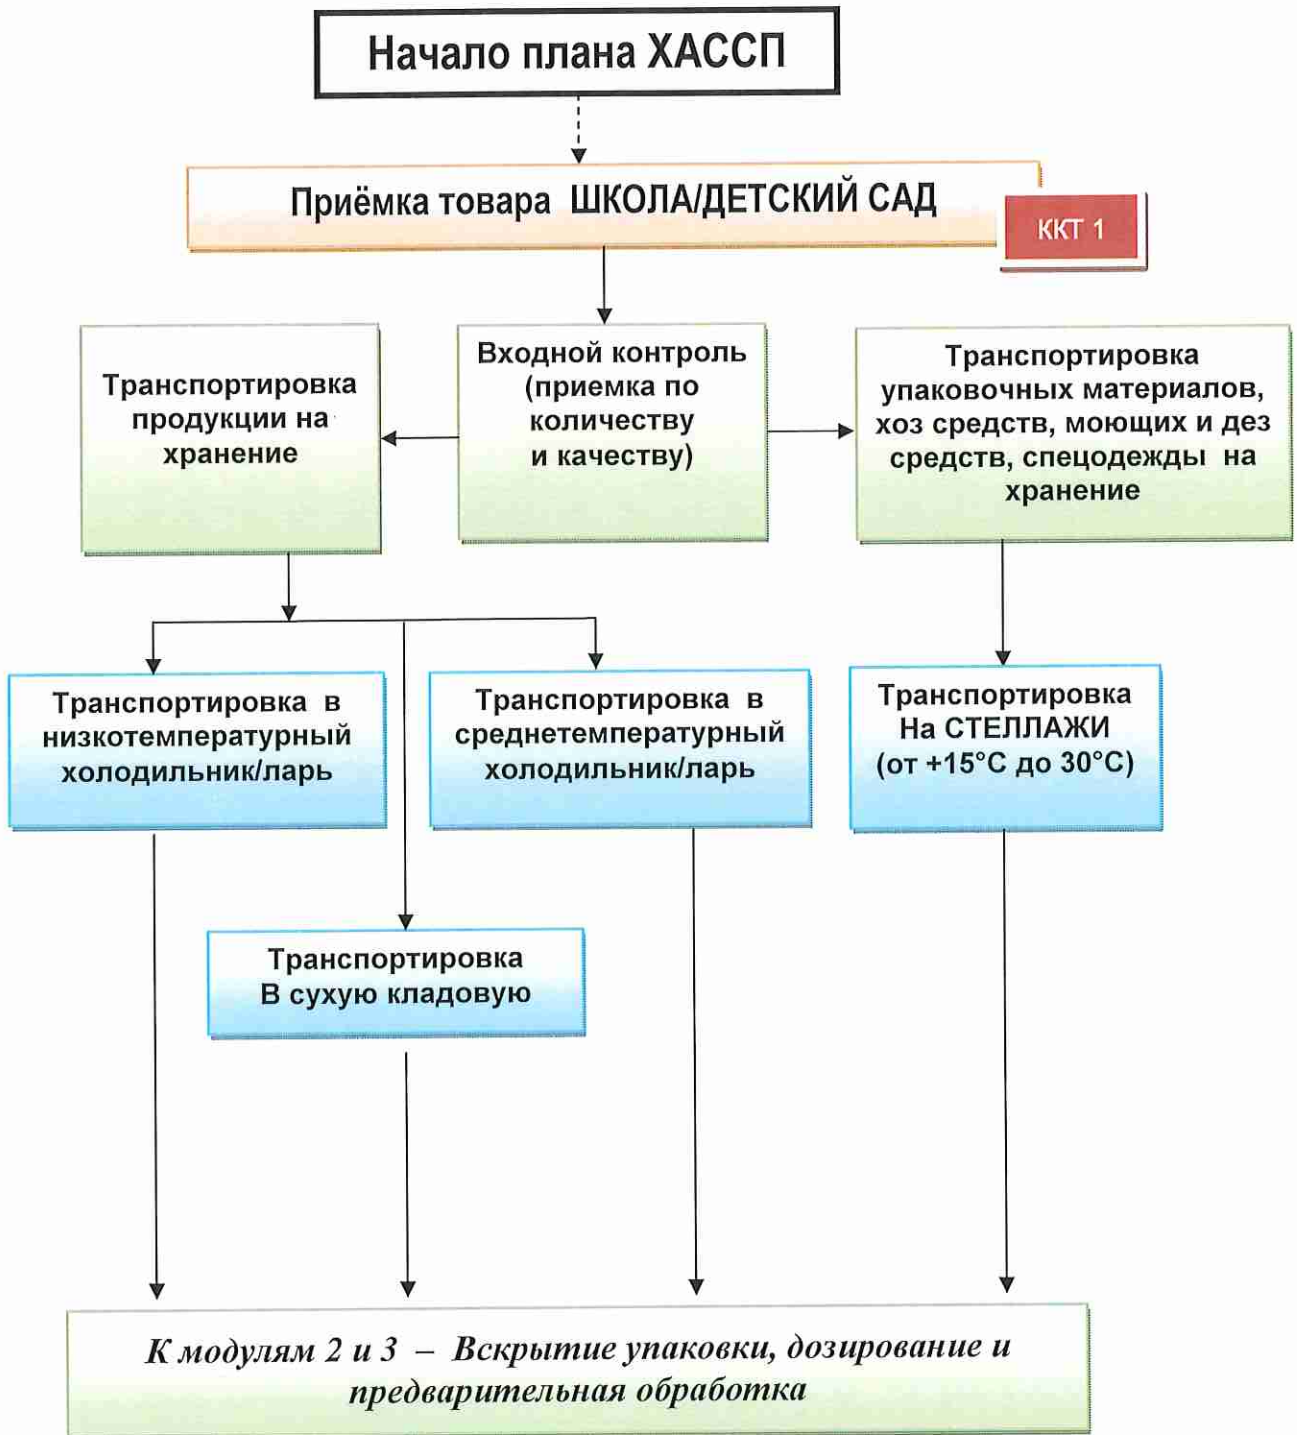 Начало плана ХАССП
Приёмка товара ШКОЛА/ДЕТСКИЙ САД
ККТ 1
Транспортировка
продукции на
хранение
Входной контроль
(приемка по
количеству
и качеству)
Транспортировка
упаковочных материалов,
хоз средств, моющих и дез
средств, спецодежды на
хранение
Транспортировка в
низкотемпературный
холодильник/ларь
Транспортировка в
среднетемпературный
холодильник/ларь
Транспортировка
На СТЕЛЛАЖИ
(от +15°C до 30°C)
Транспортировка
В сухую кладовую
К модулям 2 и 3 – Вскрытие упаковки, дозирование и
предварительная обработка